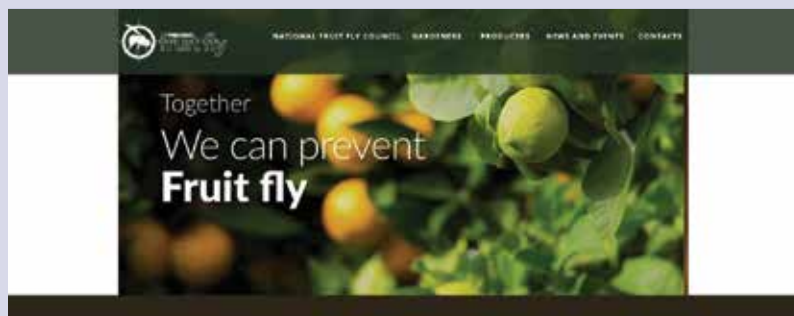 NATIONAL FRUIT FLY COUNCIL GARDENERS PRODUCERS NEWS AND EVENTS CONTACTS
Together
We can prevent
Fruit fly